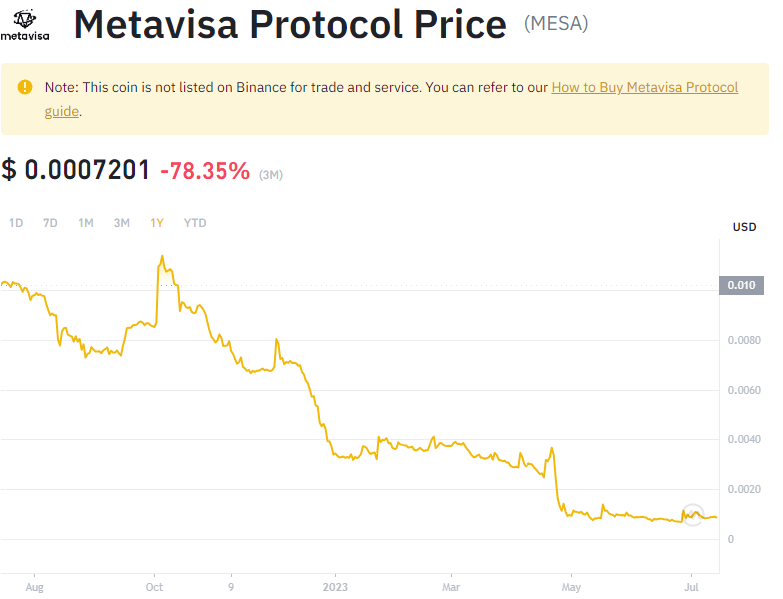 metavisa
Metavisa Protocol Price (MESA)
Note: This coin is not listed on Binance for trade and service. You can refer to our How to Buy Metavisa Protocol
guide.
$ 0.0007201 -78.35% (3M)
1D 7D 1M 3M 1Y YTD
USD
0.010
0.0080
0.0060
0.0040
0.0020
0
Aug Oct 9 2023 Mar May Jul